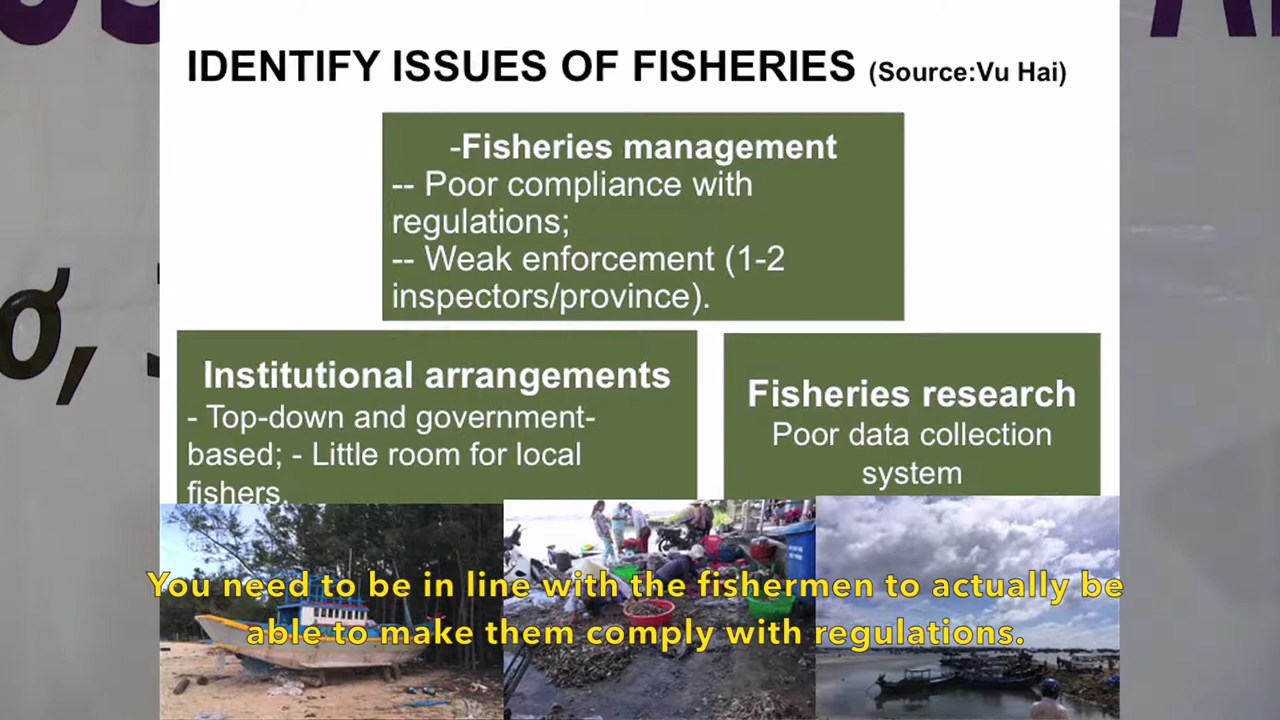 IDENTIFY ISSUES OF FISHERIES (Source:Vu Hai)
-Fisheries management
-- Poor compliance with
regulations;
-- Weak enforcement (1-2
inspectors/province).
Institutional arrangements
- Top-down and government-
based; - Little room for local
fishers.
Fisheries research
Poor data collection
system
You need to be in line with the fishermen to actually be
able to make them comply with regulations.